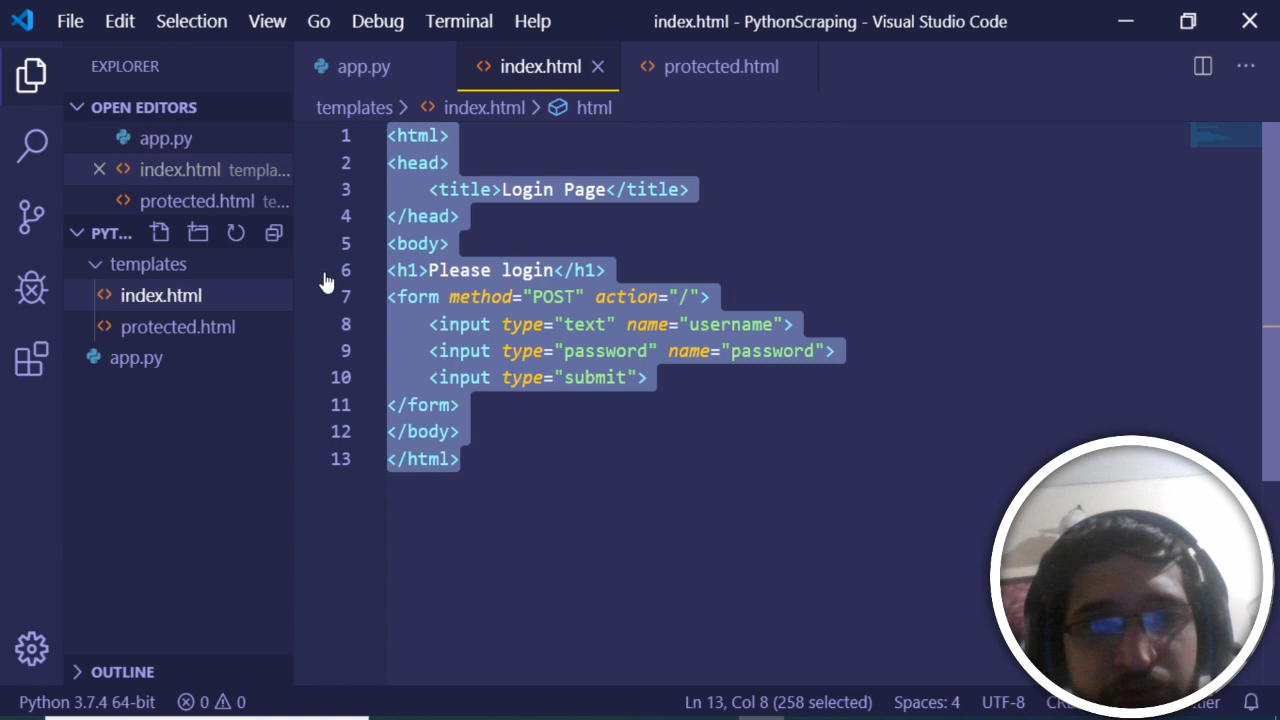 File Edit Selection View Go Debug Terminal Help index.html - PythonScraping - Visual Studio Code
EXPLORER
OPEN EDITORS
app.py
index.html templa...
protected.html te...
PYT...
templates
index.html
protected.html
app.py
OUTLINE
app.py index.html protected.html
templates > index.html > html
1 <html>
2 <head>
3 <title>Login Page</title>
4 </head>
5 <body>
6 <h1>Please login</h1>
7 <form method="POST" action="/">
8 <input type="text" name="username">
9 <input type="password" name="password">
10 <input type="submit">
11 </form>
12 </body>
13 </html>
Python 3.7.4 64-bit 0 0 Ln 13, Col 8 (258 selected) Spaces: 4 UTF-8